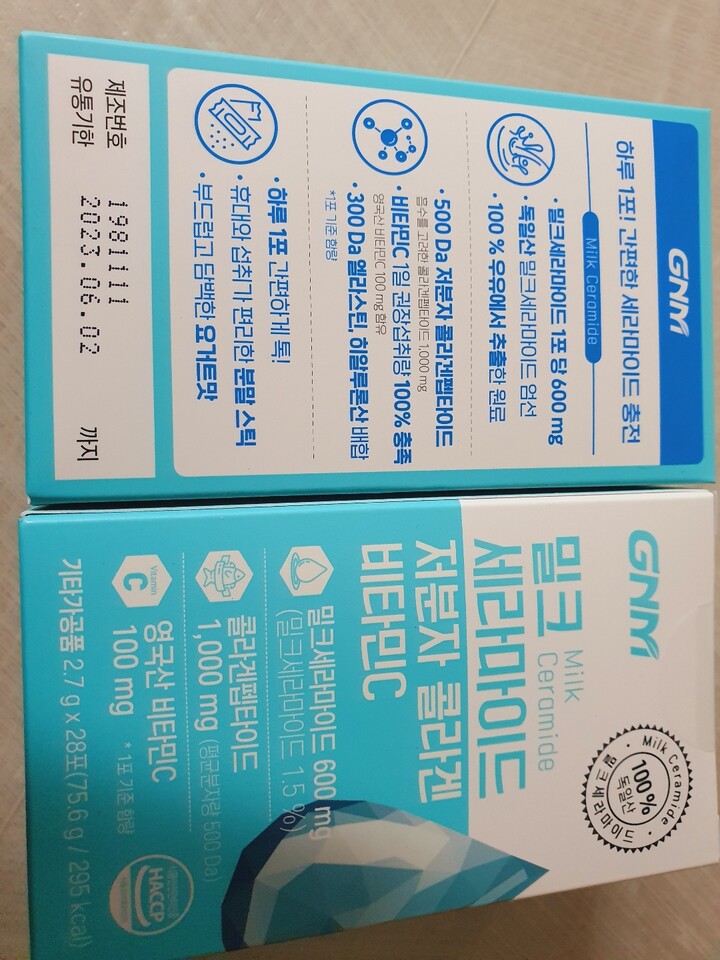 GNM
하루 1포! 간편한 세라마이드 충전
Milk Ceramide
· 밀크세라마이드 1포 당 600 mg
· 독일산 밀크세라마이드 엄선
· 100 % 우유에서 추출한 원료
· 500 Da 저분자 콜라겐펩타이드
흡수를 고려한 콜라겐펩타이드 1,000 mg
· 비타민C 1일 권장섭취량 100% 충족
영국산 비타민C 100 mg 함유
· 300 Da 엘라스틴, 히알루론산 배합
*1포 기준 함량
· 하루 1포 간편하게 톡!
· 휴대와 섭취가 편리한 분말 스틱
· 부드럽고 담백한 요거트맛
제조번호 1981111
유통기한 2023.06.02 까지
GNM
Milk Ceramide
100%
독일산
밀크세라마이드
밀크
Milk
Ceramide
세라마이드
저분자 콜라겐
비타민C
밀크세라마이드 600 mg
(밀크세라마이드 1.5 %)
콜라겐펩타이드
1,000 mg (평균분자량 500 Da)
Vitamin
C
영국산 비타민C
100 mg
* 1포 기준 함량
HACCP
기타가공품 2.7 g x 28포(75.6 g / 295 kcal)